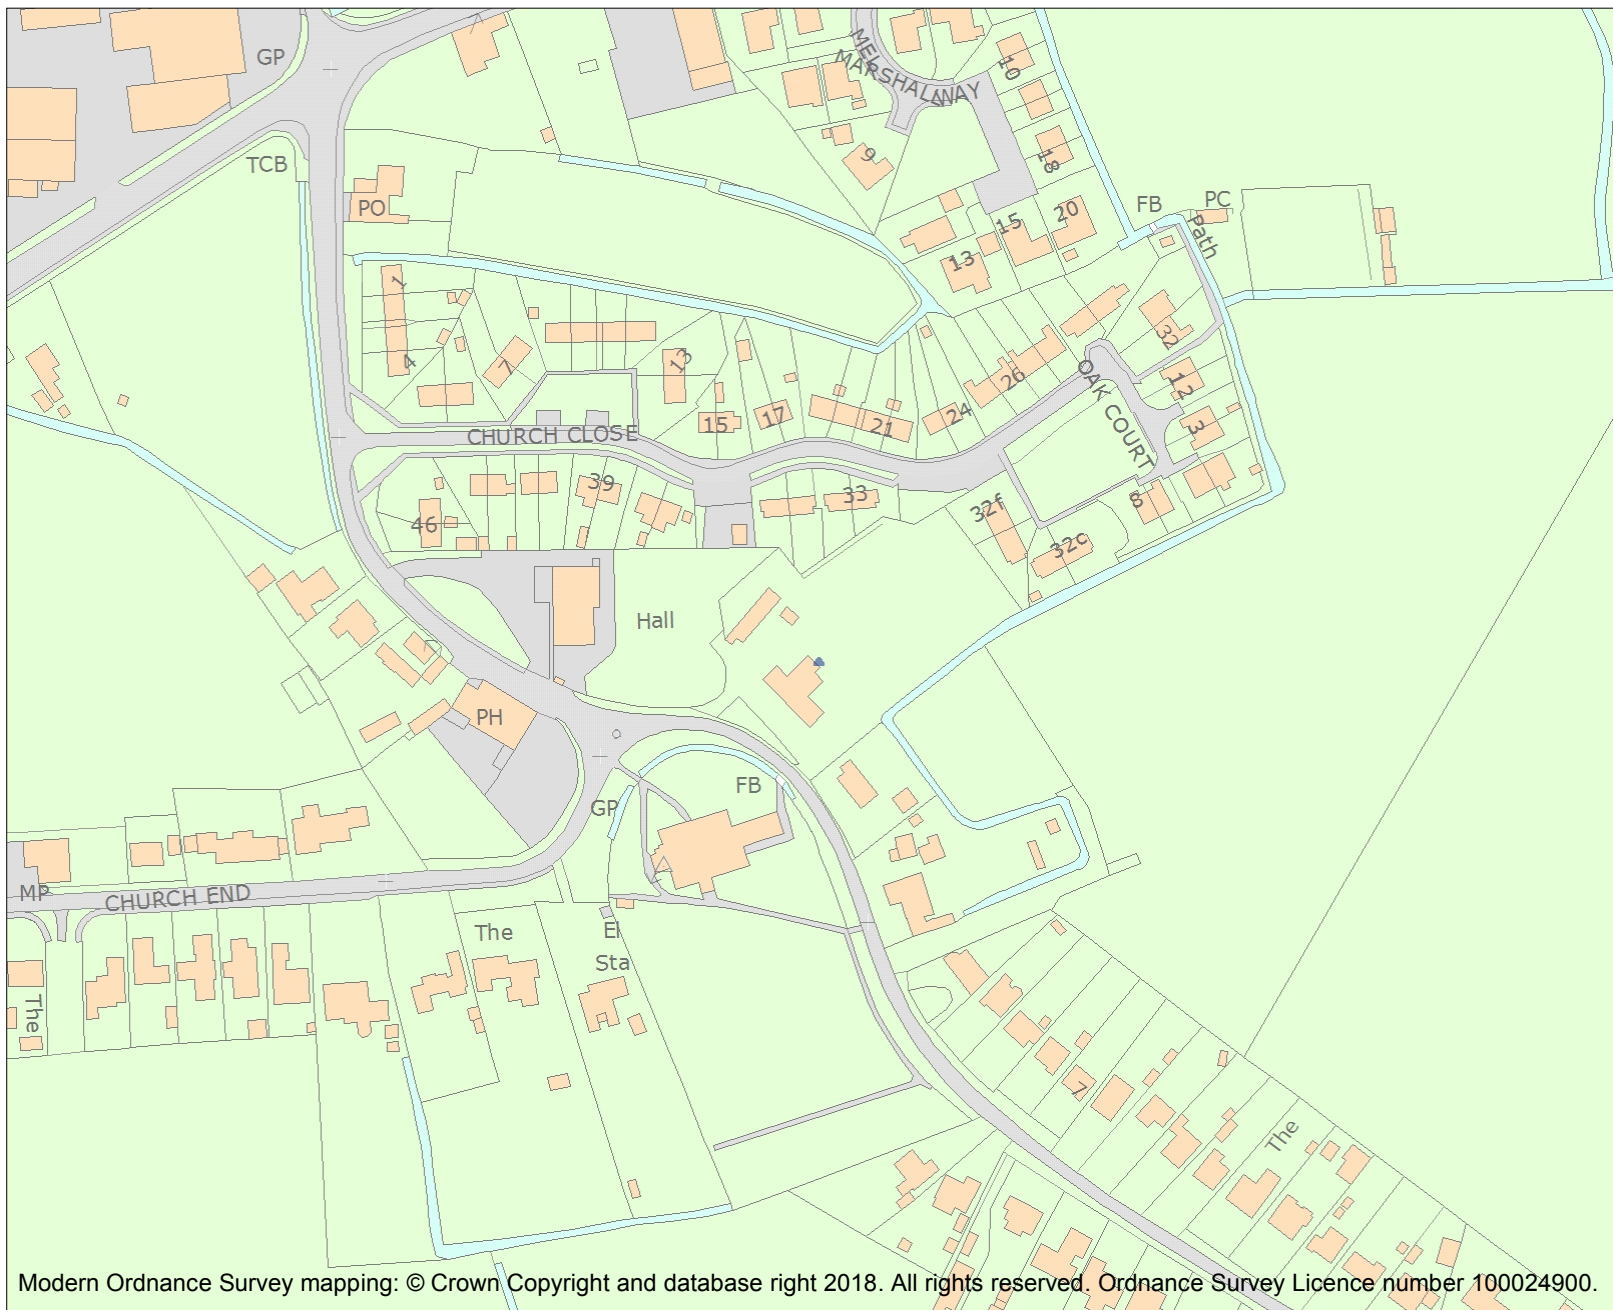 GP
MEL
MARSHAL WAY
10
TCB
9
18
PO
15
20
FB
PC
Path
13
1
4
7
13
32
26
OAK COURT
12
15
17
21
24
3
CHURCH CLOSE
39
33
46
32f
6
32c
Hall
PH
GP
FB
MP
CHURCH END
The
El
Sta
The
7
The
Modern Ordnance Survey mapping: © Crown Copyright and database right 2018. All rights reserved. Ordnance Survey Licence number 100024900.